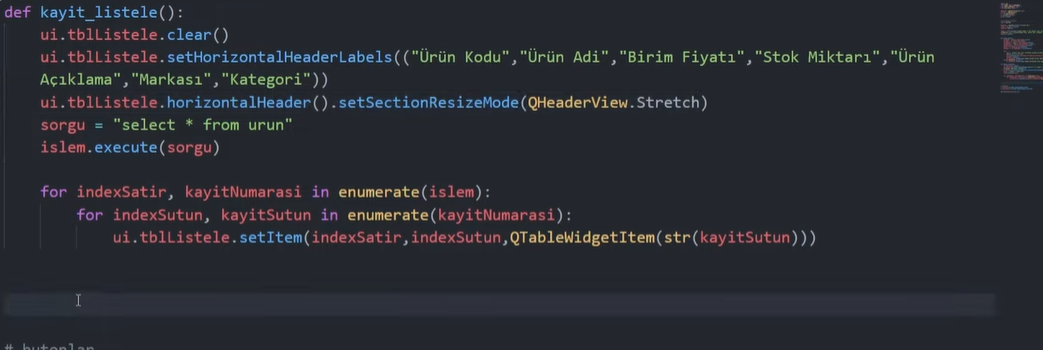 def kayit_listele():
ui.tblListele.clear()
ui.tblListele.setHorizontalHeaderLabels(("Ürün Kodu","Ürün Adi","Birim Fiyatı","Stok Miktarı","Ürün
Açıklama","Markası","Kategori"))
ui.tblListele.horizontalHeader().setSectionResizeMode(QHeaderView.Stretch)
sorgu = "select * from urun"
islem.execute(sorgu)
for indexSatir, kayitNumarasi in enumerate(islem):
for indexSutun, kayitSutun in enumerate(kayitNumarasi):
ui.tblListele.setItem(indexSatir,indexSutun,QTableWidgetItem(str(kayitSutun)))